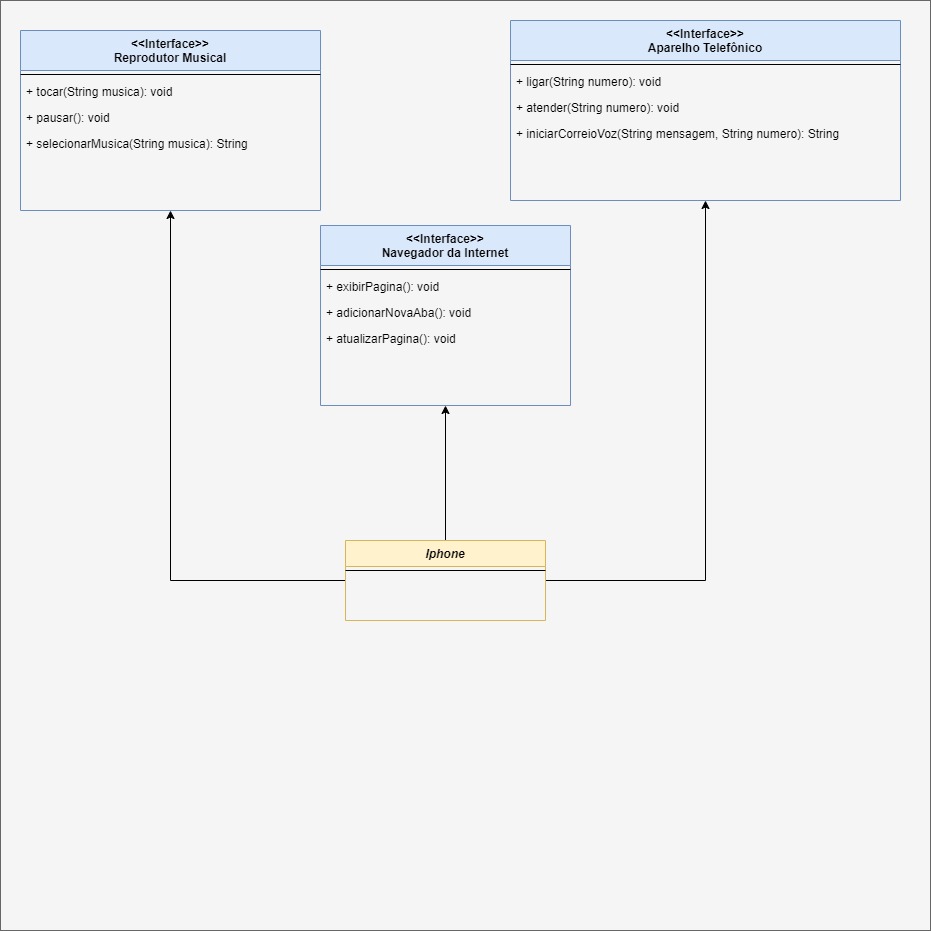 <<Interface>>
Reprodutor Musical
+ tocar(String musica): void
+ pausar(): void
+ selecionarMusica(String musica): String
<<Interface>>
Aparelho Telefônico
+ ligar(String numero): void
+ atender(String numero): void
+ iniciarCorreioVoz(String mensagem, String numero): String
<<Interface>>
Navegador da Internet
+ exibirPagina(): void
+ adicionarNovaAba(): void
+ atualizarPagina(): void
Iphone